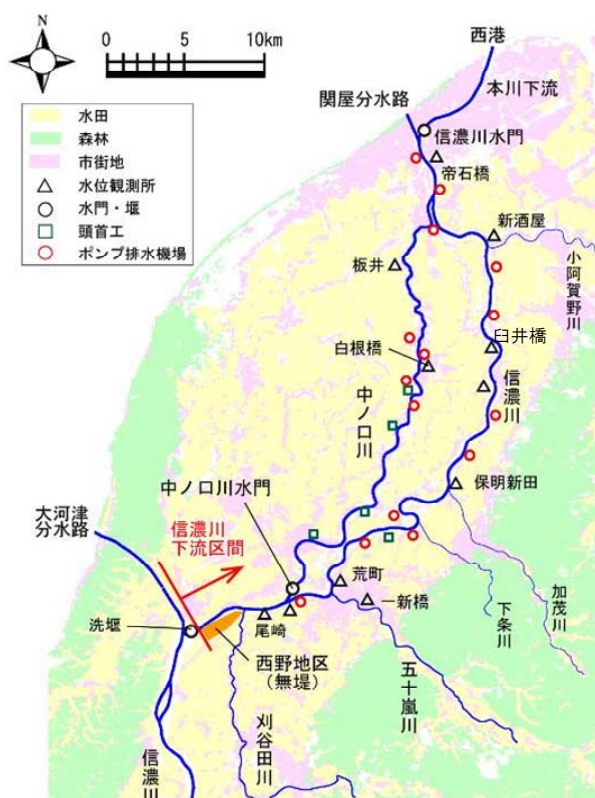 N
0
5
10km
水田
森林
市街地
水位観測所
水門・堰
頭首工
ポンプ排水機場
西港
本川下流
関屋分水路
信濃川水門
帝石橋
新酒屋
小阿賀野川
板井
臼井橋
白根橋
信濃川
中ノ口川
保明新田
中ノ口川水門
大河津
分水路
信濃川
下流区間
荒町
一新橋
加茂川
下条川
洗堰
尾崎
西野地区
(無堤)
五十嵐川
刈谷田川
信濃川